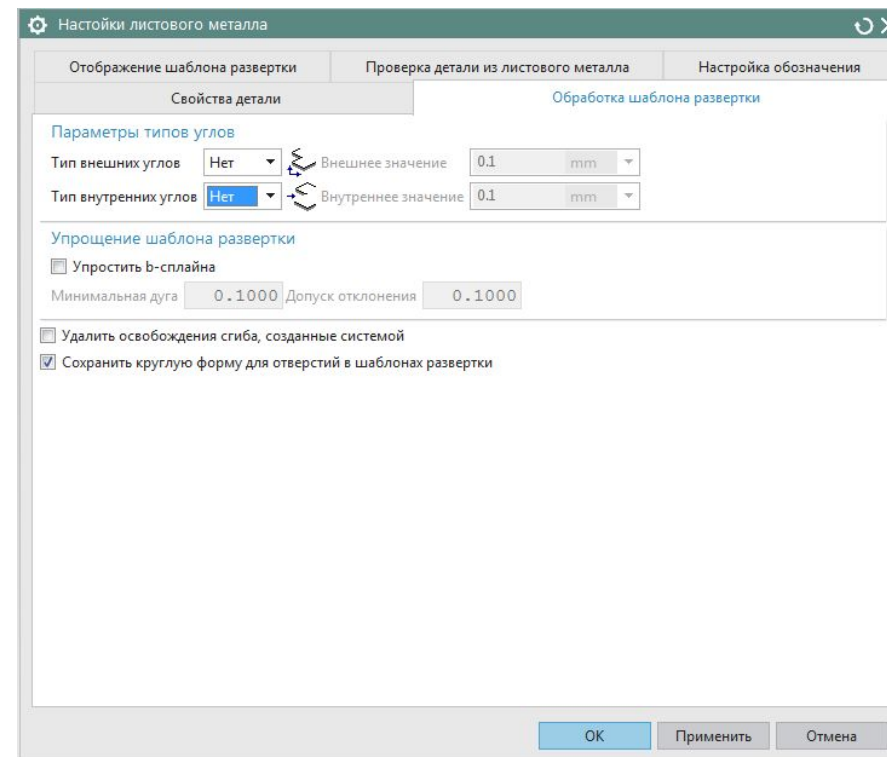 Настойки листового металла
Отображение шаблона развертки Проверка детали из листового металла Настройка обозначения
Свойства детали Обработка шаблона развертки
Параметры типов углов
Тип внешних углов Нет Внешнее значение 0.1 mm
Тип внутренних углов Нет Внутреннее значение 0.1 mm
Упрощение шаблона развертки
Упростить b-сплайна
Минимальная дуга 0.1000 Допуск отклонения 0.1000
Удалить освобождения сгиба, созданные системой
Сохранить круглую форму для отверстий в шаблонах развертки
ОК Применить Отмена